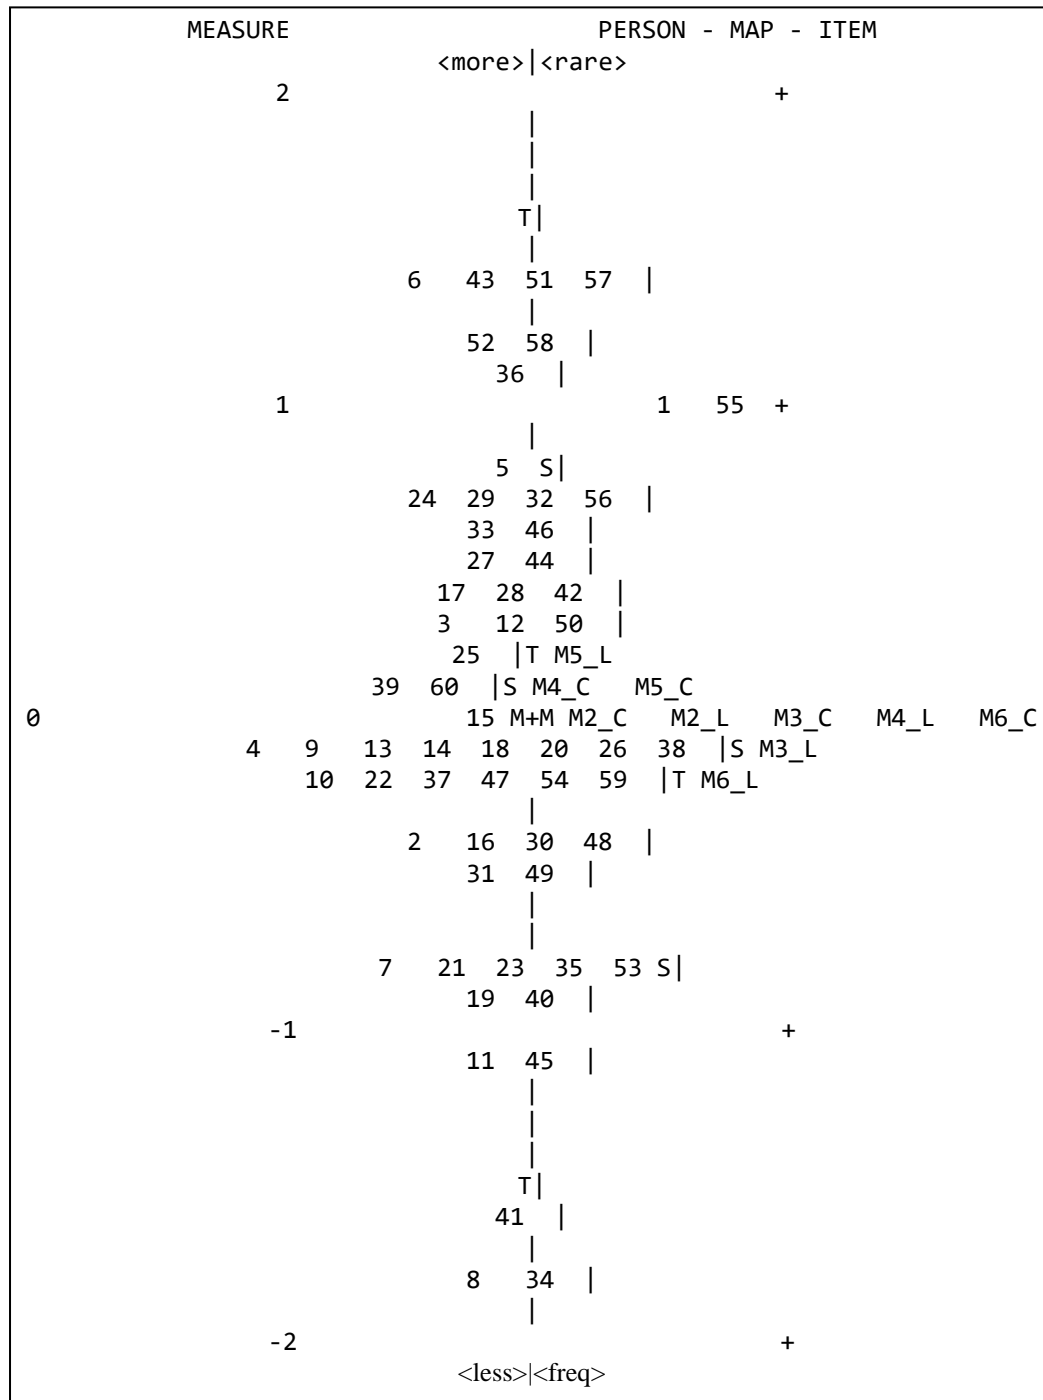 MEASURE PERSON - MAP - ITEM
<more>|<rare>
2 +
|
|
|
T|
|
6 43 51 57 |
|
52 58 |
36 |
1 1 55 +
|
5 S|
24 29 32 56 |
33 46 |
27 44 |
17 28 42 |
3 12 50 |
25 |T M5_L
39 60 |S M4_C M5_C
0 15 M+M M2_C M2_L M3_C M4_L M6_C
4 9 13 14 18 20 26 38 |S M3_L
10 22 37 47 54 59 |T M6_L
|
2 16 30 48 |
31 49 |
|
|
7 21 23 35 53 S|
19 40 |
-1 +
11 45 |
|
|
|
T|
41 |
|
8 34 |
|
-2 +
<less>|<freq>